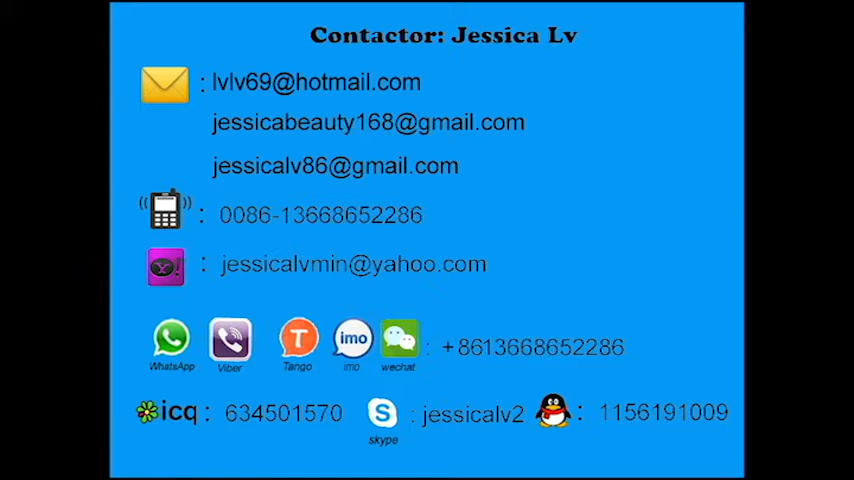 Contactor: Jessica Lv
: lvlv69@hotmail.com
jessicabeauty168@gmail.com
jessicalv86@gmail.com
: 0086-13668652286
Y! : jessicalvmin@yahoo.com
T imo : +8613668652286
WhatsApp Viber Tango imo wechat
icq : 634501570 S : jessicalv2 : 1156191009
skype